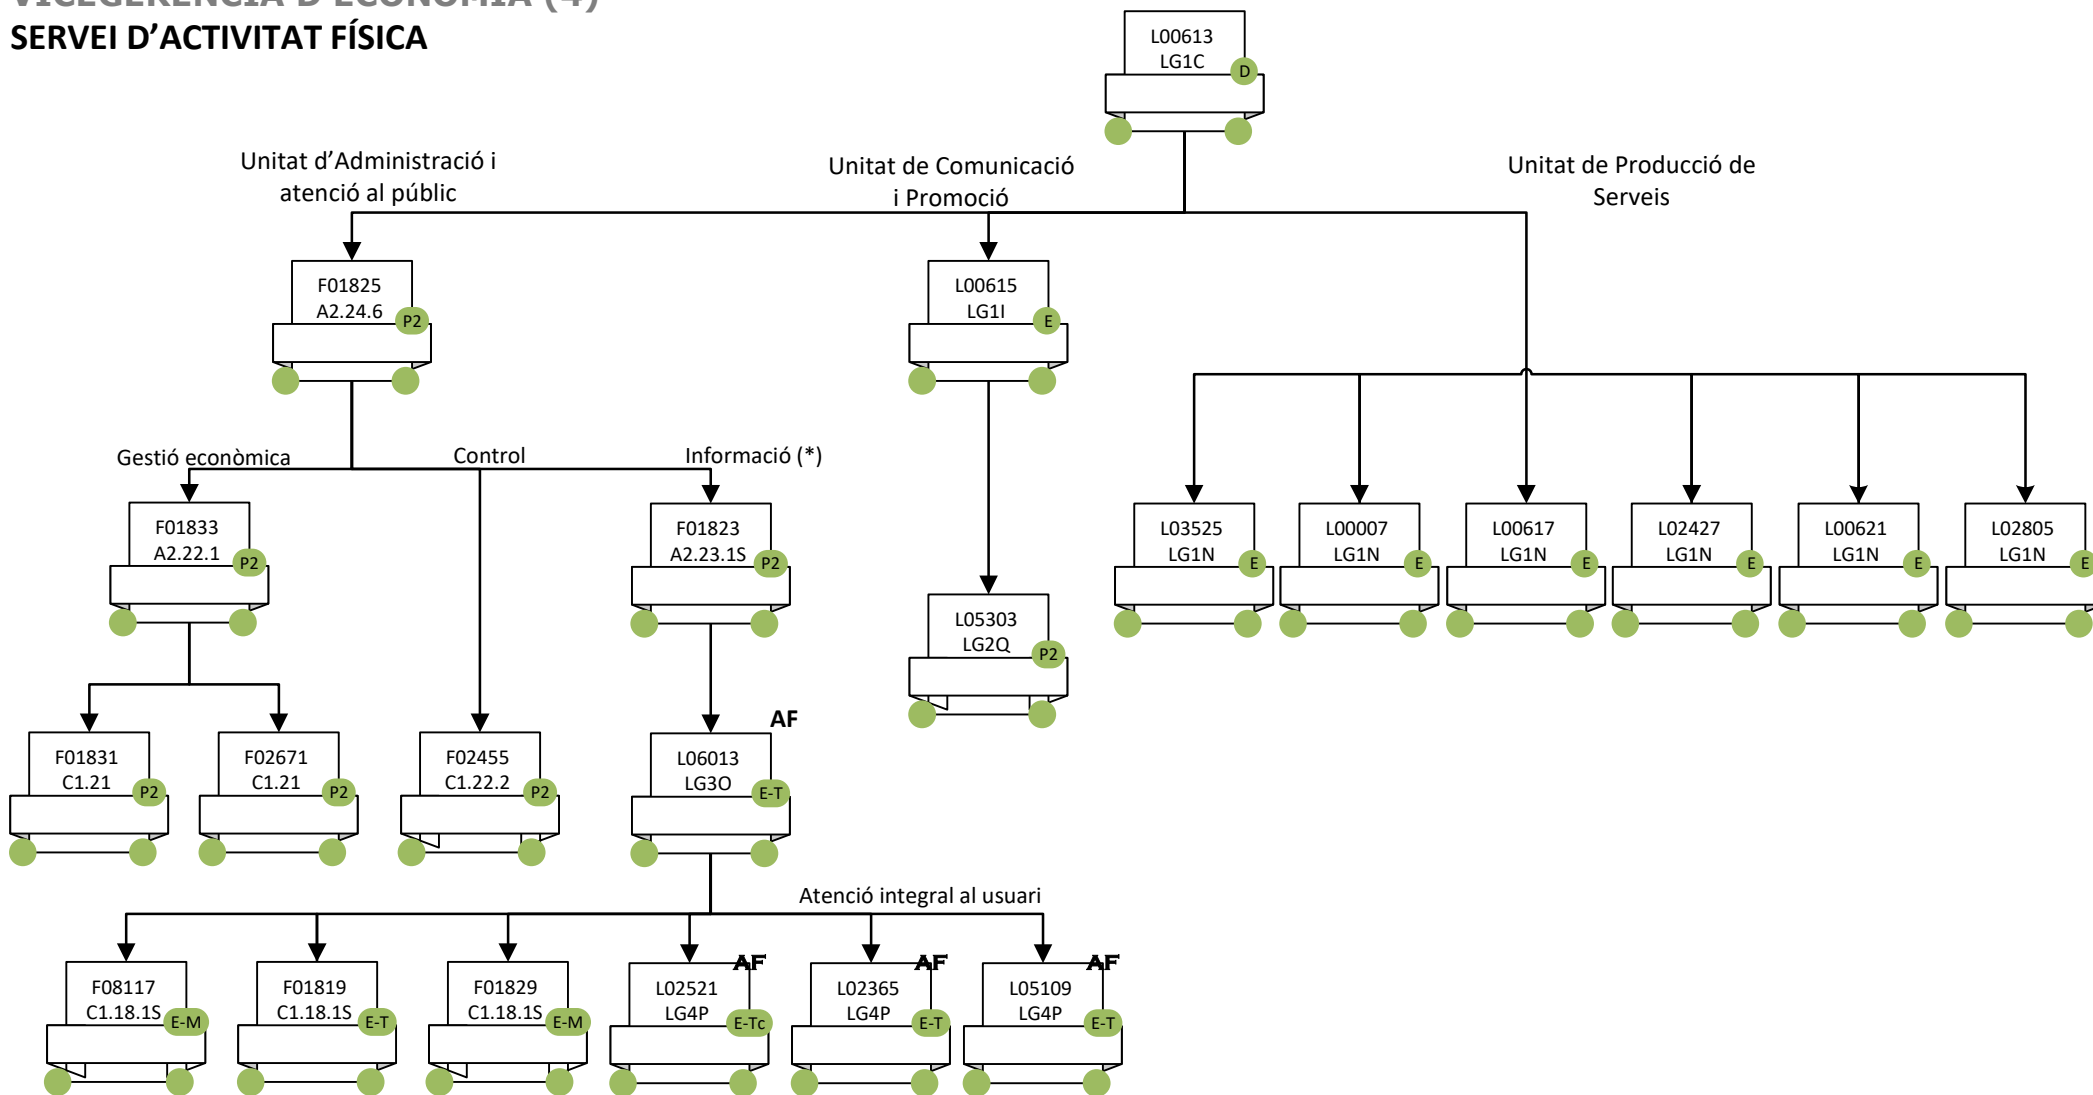 VICEGERÈNCIA D'ECONOMIA (4)
SERVEI D’ACTIVITAT FÍSICA
L00613
LG1C
D
Unitat d’Administració i
atenció al públic
Unitat de Comunicació
i Promoció
Unitat de Producció de
Serveis
F01825
A2.24.6
P2
L00615
LG1I
E
Gestió econòmica
Control
Informació (*)
F01833
A2.22.1
P2
F01823
A2.23.1S
P2
L03525
LG1N
E
L00007
LG1N
E
L00617
LG1N
E
L02427
LG1N
E
L00621
LG1N
E
L02805
LG1N
E
L05303
LG2Q
P2
F01831
C1.21
P2
F02671
C1.21
P2
F02455
C1.22.2
P2
AF
L06013
LG3O
E-T
Atenció integral al usuari
F08117
C1.18.1S
E-M
F01819
C1.18.1S
E-T
F01829
C1.18.1S
E-M
AF
L02521
LG4P
E-Tc
AF
L02365
LG4P
E-T
AF
L05109
LG4P
E-T